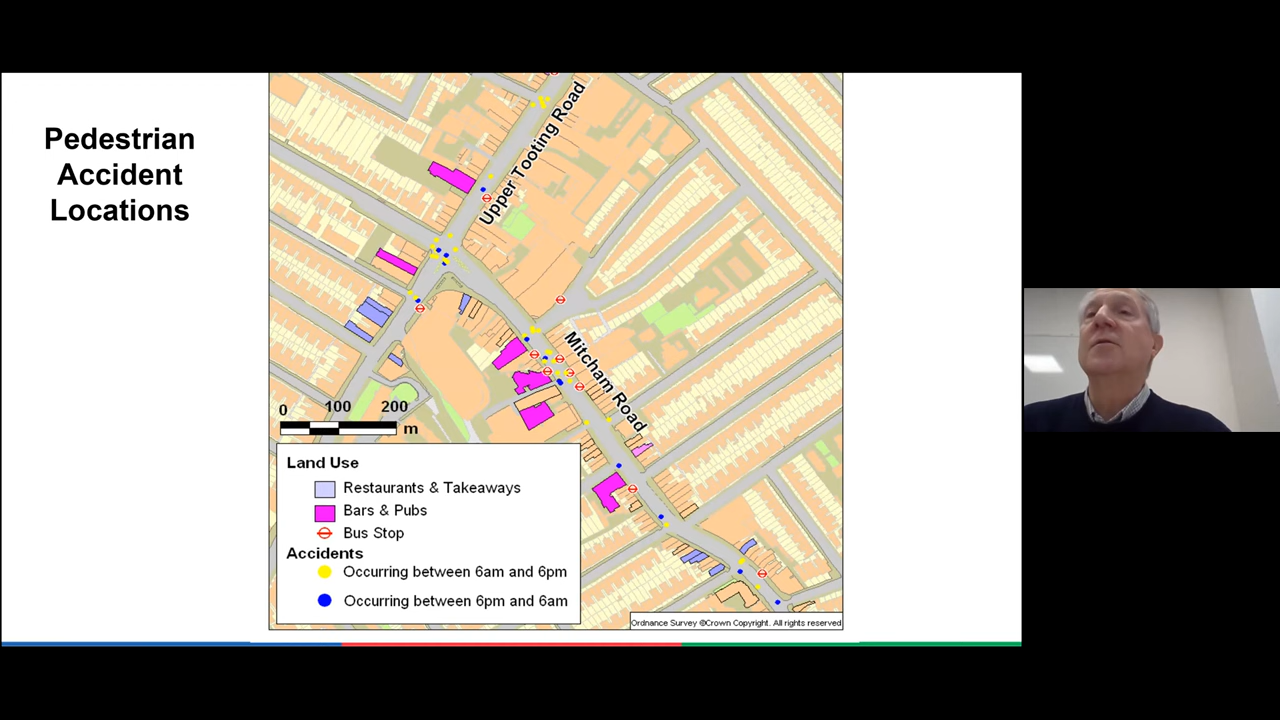 Pedestrian
Accident
Locations
Upper Tooting Road
Mitcham Road
0 100 200
m
Land Use
Restaurants & Takeaways
Bars & Pubs
Bus Stop
Accidents
Occurring between 6am and 6pm
Occurring between 6pm and 6am
Ordnance Survey ©Crown Copyright. All rights reserved